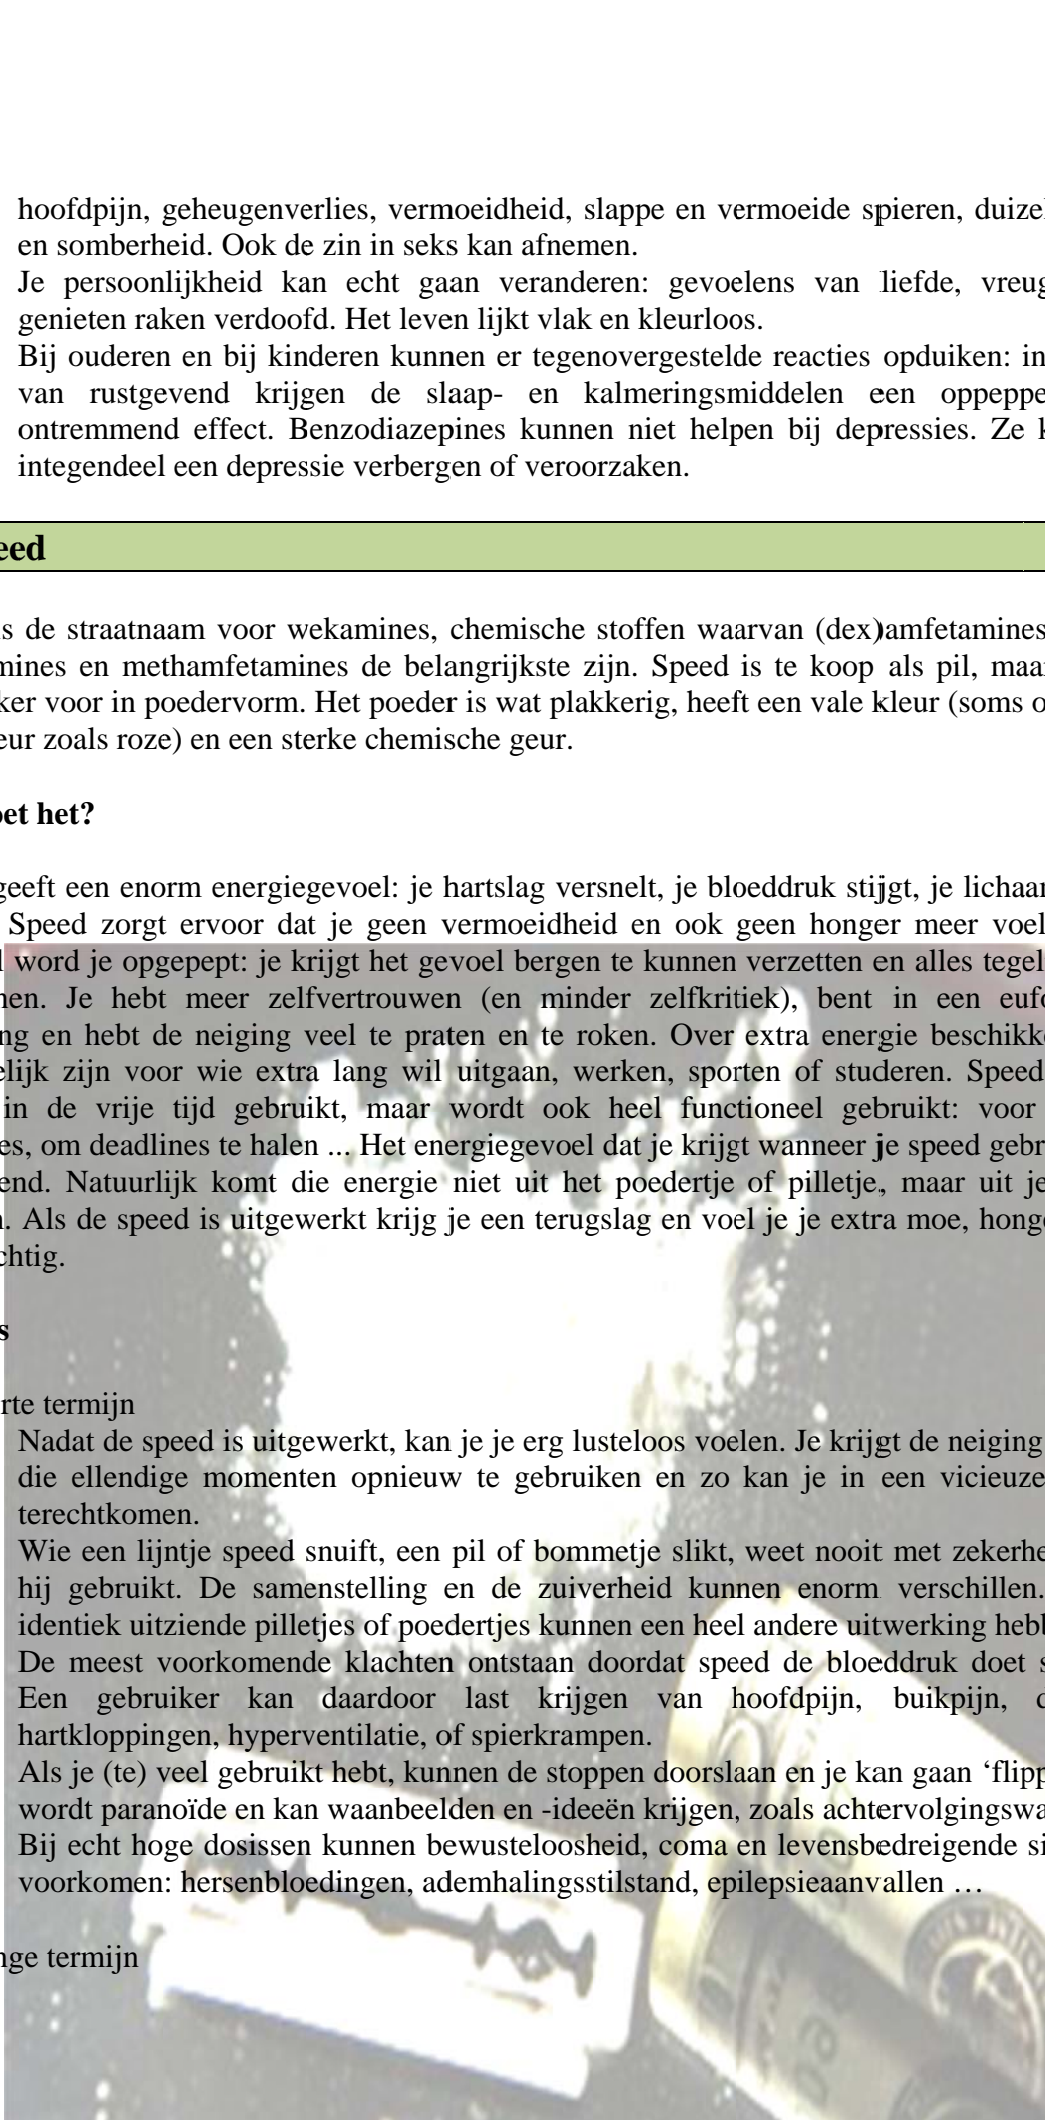 hoofdpijn, geheugenverlies, vermoeidheid, slappe en vermoeide spieren,
en somberheid. Ook de zin in seks kan afnemen.
Je persoonlijkheid kan echt gaan veranderen: gevoelens van liefde,
genieten raken verdoofd. Het leven lijkt vlak en kleurloos.
Bij ouderen en bij kinderen kunnen er tegenovergestelde reacties opduiken:
van rustgevend krijgen de slaap- en kalmeringsmiddelen een
ontremmend effect. Benzodiazepines kunnen niet helpen bij depressies. Ze
integendeel een depressie verbergen of veroorzaken.
eed
s de straatnaam voor wekamines, chemische stoffen waarvan (dex)amfetamines
mines en methamfetamines de belangrijkste zijn. Speed is te koop als pil, maar
ker voor in poedervorm. Het poeder is wat plakkerig, heeft een vale kleur (soms
eur zoals roze) en een sterke chemische geur.
oet het?
geeft een enorm energiegevoel: je hartslag versnelt, je bloeddruk stijgt, je
Speed zorgt ervoor dat je geen vermoeidheid en ook geen honger meer
word je opgepept: je krijgt het gevoel bergen te kunnen verzetten en alles
nen. Je hebt meer zelfvertrouwen (en minder zelfkritiek), bent in een
ng en hebt de neiging veel te praten en te roken. Over extra energie
elijk zijn voor wie extra lang wil uitgaan, werken, sporten of studeren. Speed
in de vrije tijd gebruikt, maar wordt ook heel functioneel gebruikt: voor
es, om deadlines te halen ... Het energiegevoel dat je krijgt wanneer je speed
end. Natuurlijk komt die energie niet uit het poedertje of pilletje, maar uit je
. Als de speed is uitgewerkt krijg je een terugslag en voel je je extra moe,
chtig.
s
rte termijn
Nadat de speed is uitgewerkt, kan je je erg lusteloos voelen. Je krijgt de neiging
die ellendige momenten opnieuw te gebruiken en zo kan je in een vicieuze
terechtkomen.
Wie een lijntje speed snuift, een pil of bommetje slikt, weet nooit met
hij gebruikt. De samenstelling en de zuiverheid kunnen enorm verschillen.
identiek uitziende pilletjes of poedertjes kunnen een heel andere uitwerking
De meest voorkomende klachten ontstaan doordat speed de bloeddruk doet
Een gebruiker kan daardoor last krijgen van hoofdpijn, buikpijn,
hartkloppingen, hyperventilatie, of spierkrampen.
Als je (te) veel gebruikt hebt, kunnen de stoppen doorslaan en je kan gaan
wordt paranoïde en kan waanbeelden en -ideeën krijgen, zoals
Bij echt hoge dosissen kunnen bewusteloosheid, coma en levensbedreigende
voorkomen: hersenbloedingen, ademhalingsstilstand, epilepsieaanvallen …
nge termijn